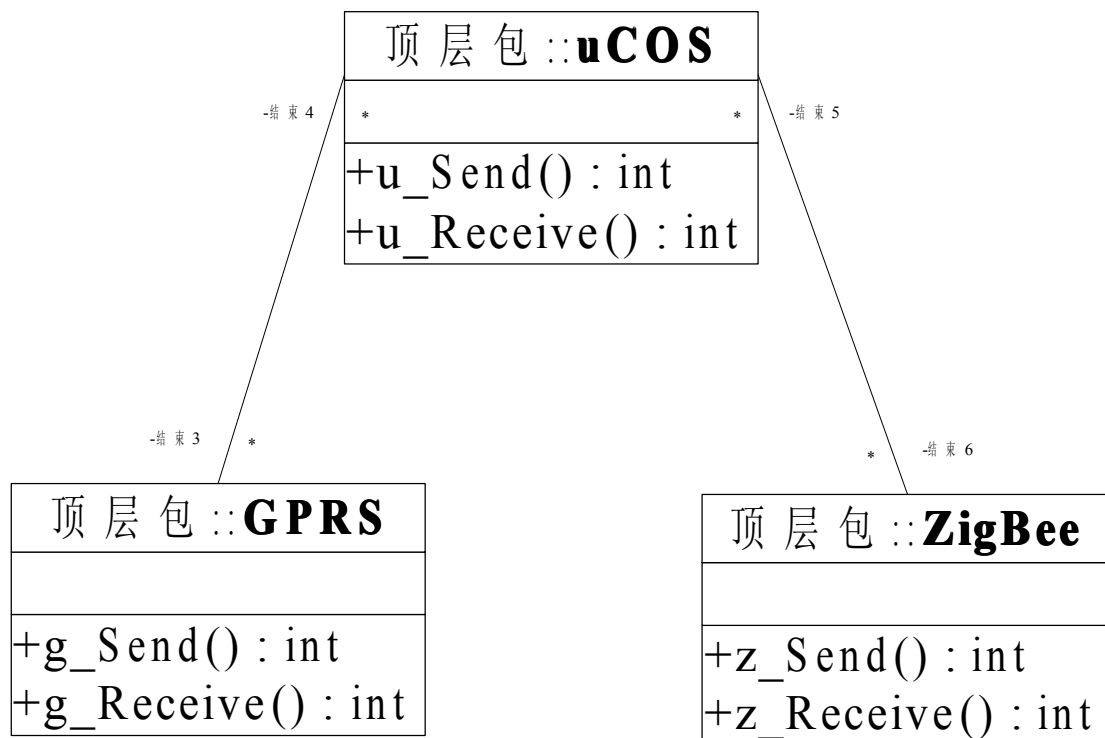 顶层包::uCOS
-结束4
*
*
-结束5
+u_Send() : int
+u_Receive() : int
-结束3
*
*
-结束6
顶层包::GPRS
+g_Send() : int
+g_Receive() : int
顶层包::ZigBee
+z_Send() : int
+z_Receive() : int